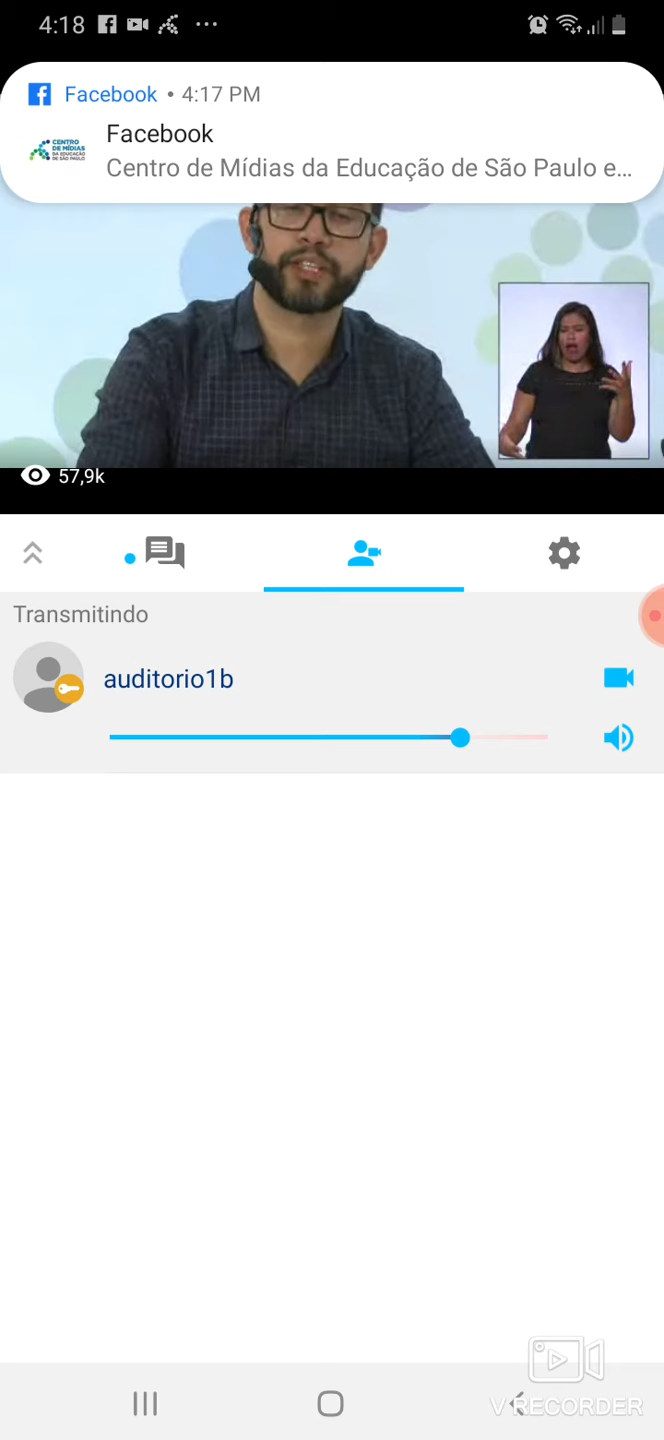 4:18
Facebook • 4:17 PM
Facebook
CENTRO DE MÍDIAS DA EDUCAÇÃO DE SÃO PAULO
Centro de Mídias da Educação de São Paulo e...
57,9k
Transmitindo
auditorio1b
V RECORDER